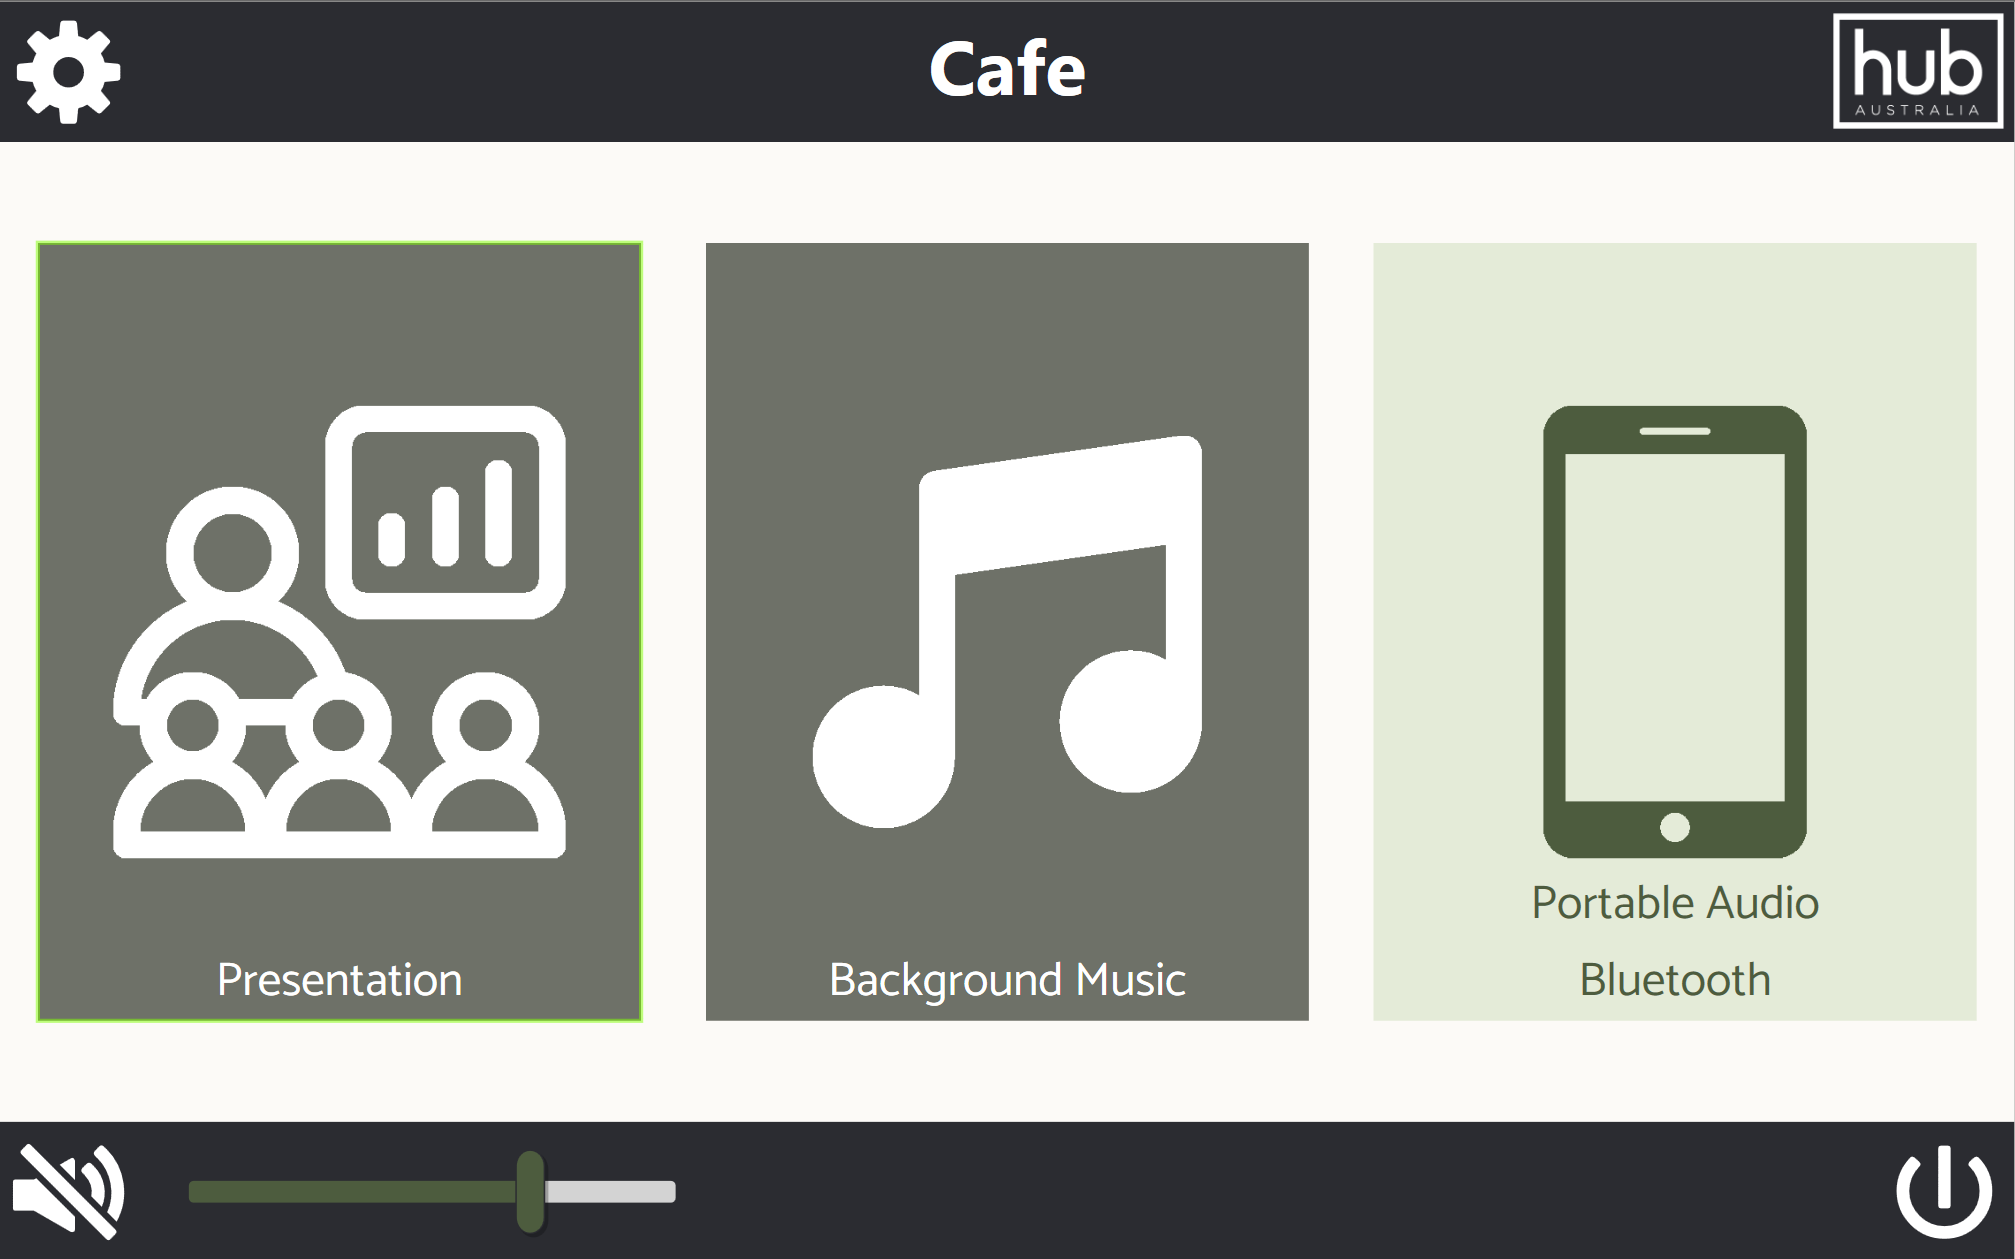 Cafe
hub
AUSTRALIA
Presentation
Background Music
Portable Audio
Bluetooth